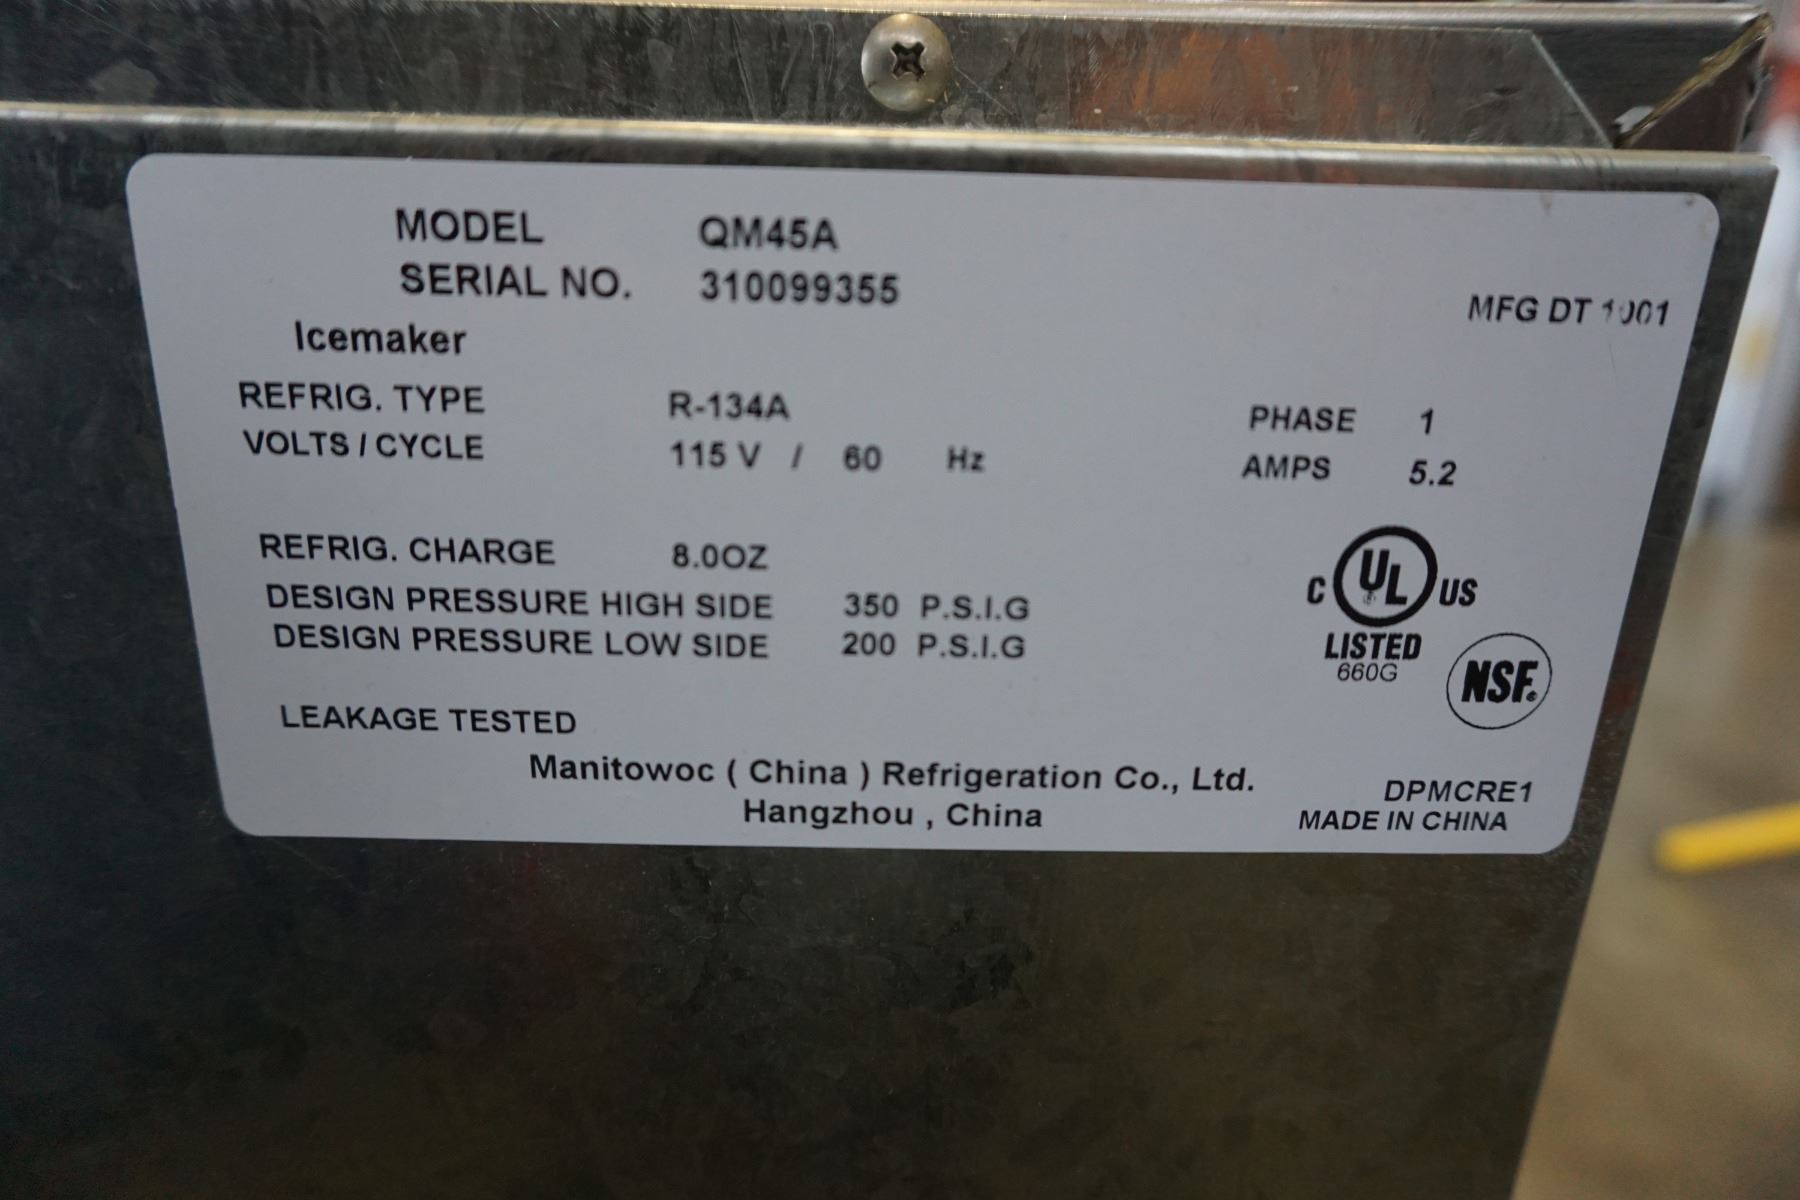 MODEL QM45A
SERIAL NO. 310099355
MFG DT 1001
Icemaker
REFRIG. TYPE R-134A
PHASE 1
VOLTS / CYCLE 115 V / 60 Hz
AMPS 5.2
REFRIG. CHARGE 8.0OZ
DESIGN PRESSURE HIGH SIDE 350 P.S.I.G
DESIGN PRESSURE LOW SIDE 200 P.S.I.G
C UL® US
LISTED
660G
NSF®
LEAKAGE TESTED
Manitowoc ( China ) Refrigeration Co., Ltd.
Hangzhou , China
DPMCRE1
MADE IN CHINA